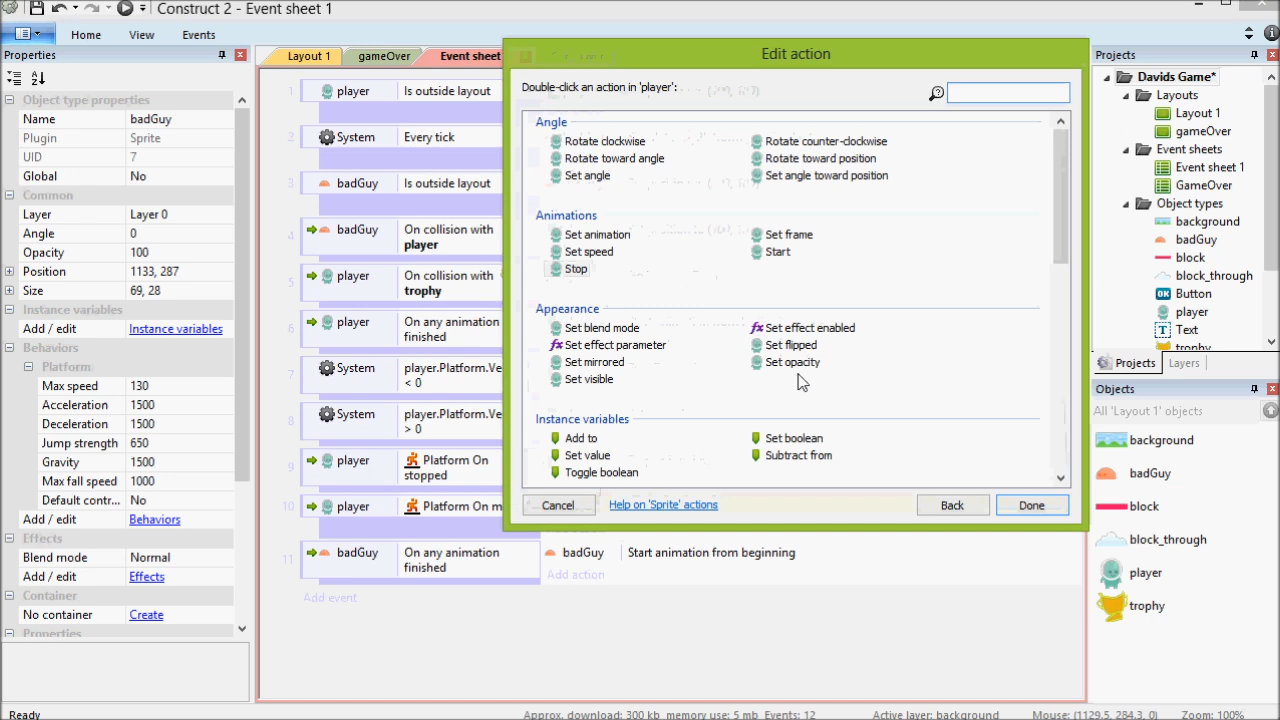 Construct 2 - Event sheet 1
Home
View
Events
Properties
Object type properties
Name badGuy
Plugin Sprite
UID 7
Global No
Common
Layer Layer 0
Angle 0
Opacity 100
Position 1133, 287
Size 69, 28
Instance variables
Add / edit Instance variables
Behaviors
Platform
Max speed 130
Acceleration 1500
Deceleration 1500
Jump strength 650
Gravity 1500
Max fall speed 1000
Default contr... No
Add / edit Behaviors
Effects
Blend mode Normal
Add / edit Effects
Container
No container Create
Properties
Layout 1
gameOver
Event sheet
1 player Is outside layout
2 System Every tick
3 badGuy Is outside layout
4 badGuy On collision with
player
5 player On collision with
trophy
6 player On any animation
finished
7 System player.Platform.Ve
< 0
8 System player.Platform.Ve
> 0
9 player Platform On
stopped
10 player Platform On m
11 badGuy On any animation
finished
badGuy Start animation from beginning
Add action
Add event
Edit action
Double-click an action in 'player':
Angle
Rotate clockwise Rotate counter-clockwise
Rotate toward angle Rotate toward position
Set angle Set angle toward position
Animations
Set animation Set frame
Set speed Start
Stop
Appearance
Set blend mode fx Set effect enabled
fx Set effect parameter Set flipped
Set mirrored Set opacity
Set visible
Instance variables
Add to Set boolean
Set value Subtract from
Toggle boolean
Cancel
Help on 'Sprite' actions
Back
Done
Projects
Davids Game*
Layouts
Layout 1
gameOver
Event sheets
Event sheet 1
GameOver
Object types
background
badGuy
block
block_through
OK Button
player
T Text
trophy
Projects Layers
Objects
All 'Layout 1' objects
background
badGuy
block
block_through
player
trophy
Ready
Approx. download: 300 kb memory use: 5 mb Events: 12
Active layer: background
Mouse: (1129.5, 284.3, 0)
Zoom: 100%